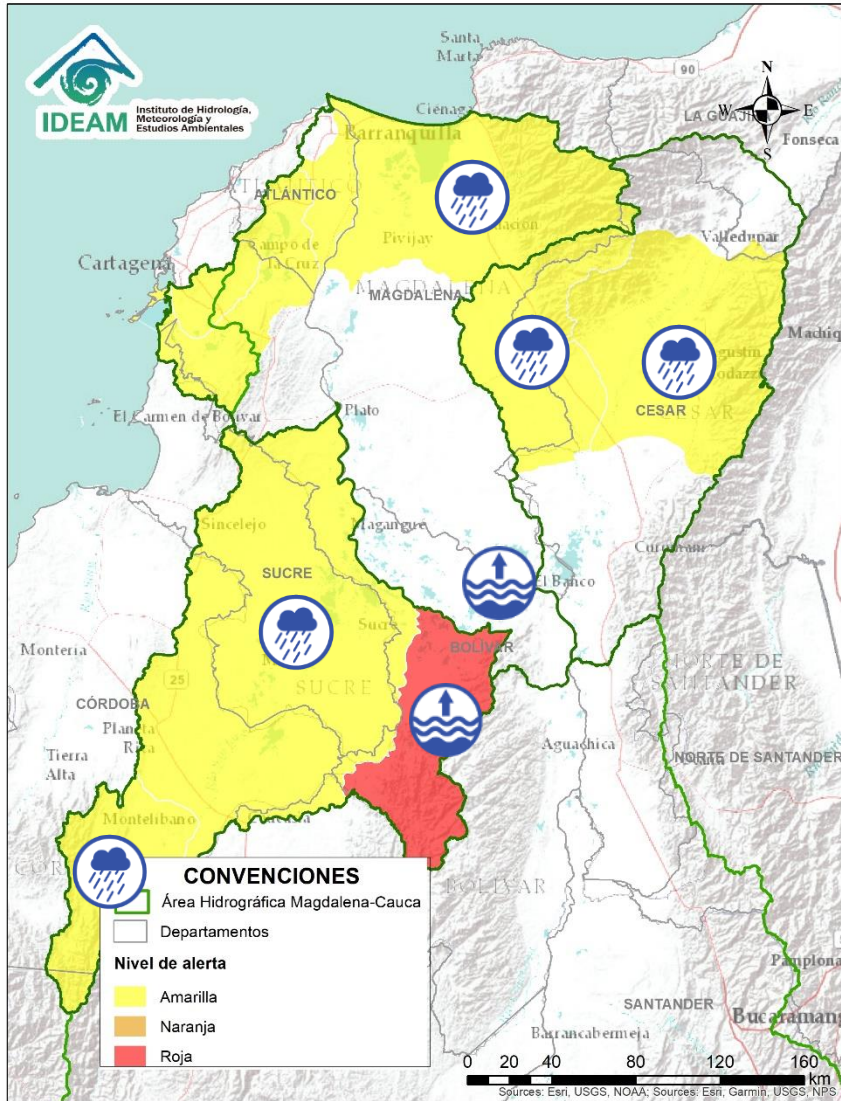 IDEAM
Instituto de Hidrología,
Meteorología y
Estudios Ambientales
Santa
Marta
90
N
W
E
S
Ciénaga
LA GUAJIRA
Fonseca
Barranquilla
ATLÁNTICO
Pivijay
Valledupar
Cartagena
Campo de
la Cruz
MAGDALENA
MAGDALENA
CESAR
El Carmen de Bolívar
Plato
Sincelejo
Magangué
SUCRE
El Banco
Sucre
BOLÍVAR
Montería
SUCRE
NORTE DE
SANTANDER
25
CÓRDOBA
Planeta
Rica
Tierra
Alta
Aguachica
NORTE DE SANTANDER
Montelíbano
BOLÍVAR
CONVENCIONES
Área Hidrográfica Magdalena-Cauca
Departamentos
Nivel de alerta
Amarilla
Naranja
Roja
Pamplona
SANTANDER
Barrancabermeja
0 20 40 80 120 160
km
Sources: Esri, USGS, NOAA; Sources: Esri, Garmin, USGS, NPS